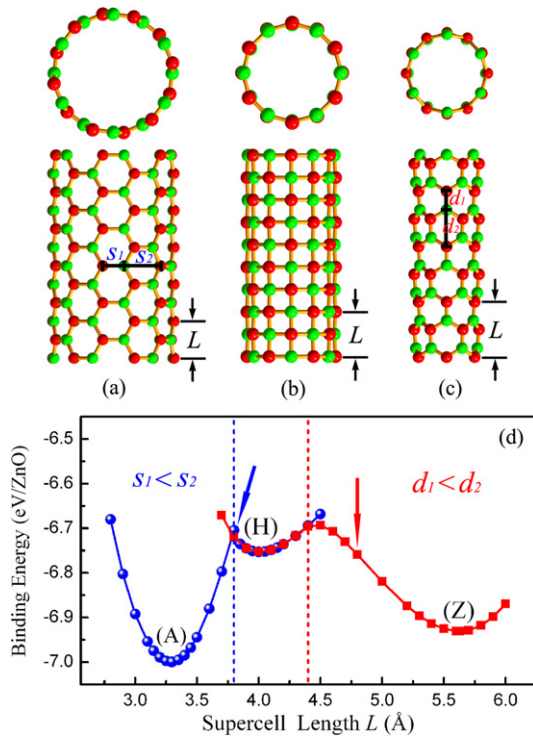 S1 S2
d1
d2
L
L
L
(a)
(b)
(c)
(d)
s1 < s2
d1 < d2
(H)
(A)
(Z)
-6.5
-6.6
-6.7
-6.8
-6.9
-7.0
Binding Energy (eV/ZnO)
3.0 3.5 4.0 4.5 5.0 5.5 6.0
Supercell Length L (Å)